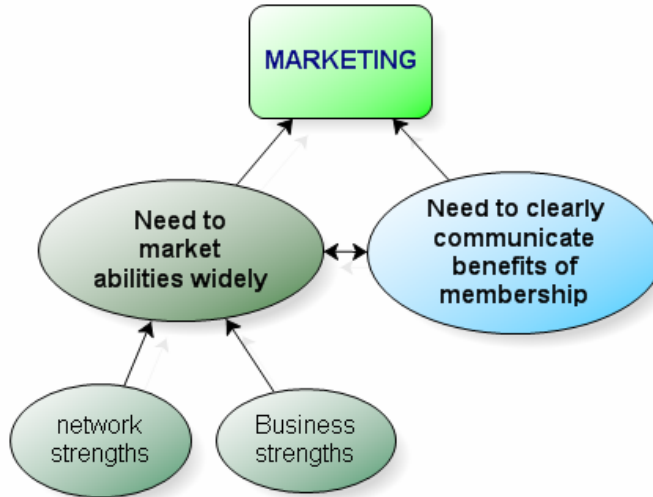 MARKETING
Need to
market
abilities widely
Need to clearly
communicate
benefits of
membership
network
strengths
Business
strengths